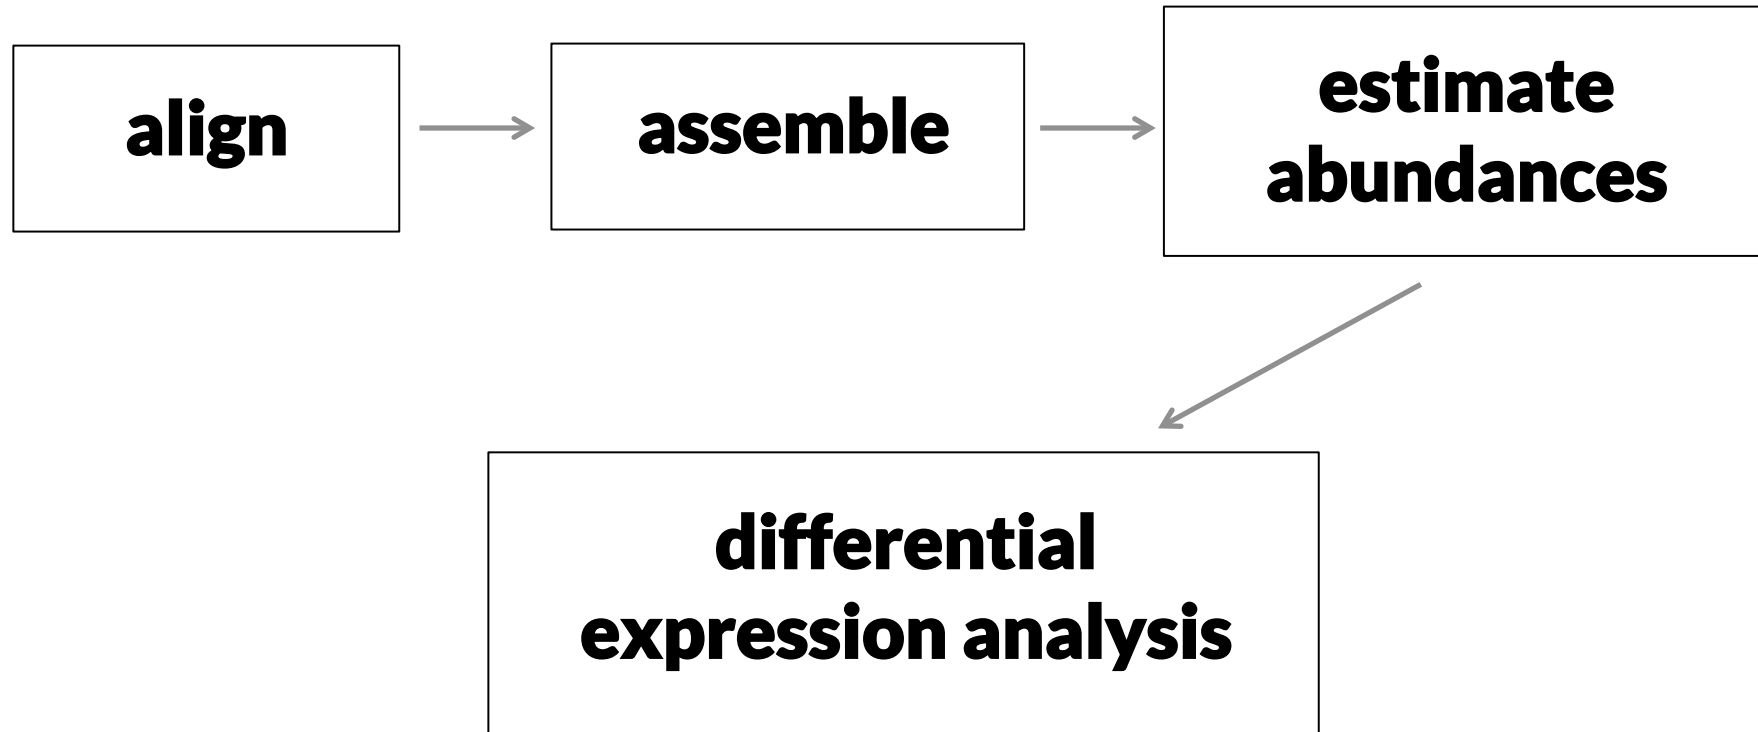 align
assemble
estimate
abundances
differential
expression analysis